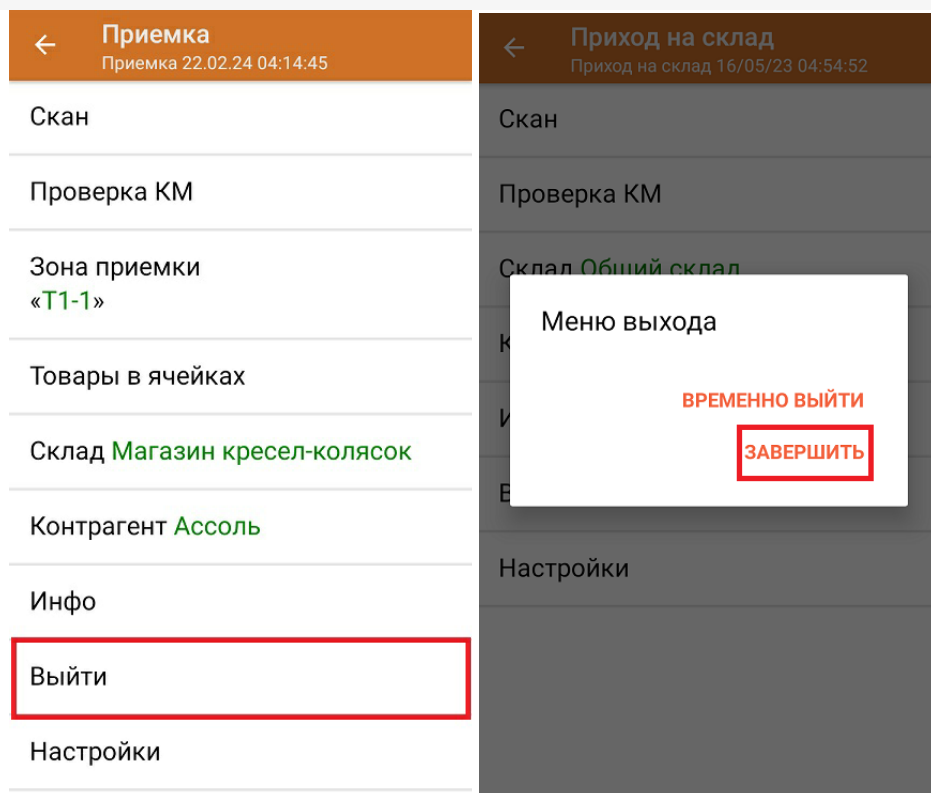 Приемка
Приемка 22.02.24 04:14:45
Скан
Проверка КМ
Зона приемки
«Т1-1»
Товары в ячейках
Склад Магазин кресел-колясок
Контрагент Ассоль
Инфо
Выйти
Настройки
Приход на склад
Приход на склад 16/05/23 04:54:52
Скан
Проверка КМ
Склад Общий склад
Меню выхода
ВРЕМЕННО ВЫЙТИ
ЗАВЕРШИТЬ
Настройки